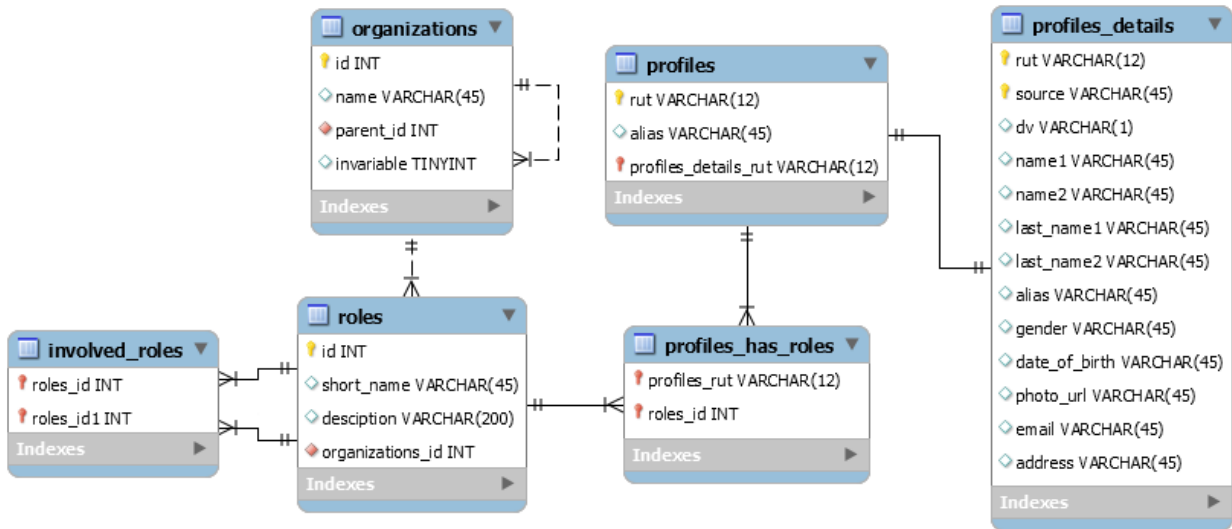 organizations
id INT
name VARCHAR(45)
parent_id INT
invariable TINYINT
Indexes
profiles
rut VARCHAR(12)
alias VARCHAR(45)
profiles_details_rut VARCHAR(12)
Indexes
profiles_details
rut VARCHAR(12)
source VARCHAR(45)
dv VARCHAR(1)
name1 VARCHAR(45)
name2 VARCHAR(45)
last_name1 VARCHAR(45)
last_name2 VARCHAR(45)
alias VARCHAR(45)
gender VARCHAR(45)
date_of_birth VARCHAR(45)
photo_url VARCHAR(45)
email VARCHAR(45)
address VARCHAR(45)
Indexes
involved_roles
roles_id INT
roles_id1 INT
Indexes
roles
id INT
short_name VARCHAR(45)
desciption VARCHAR(200)
organizations_id INT
Indexes
profiles_has_roles
profiles_rut VARCHAR(12)
roles_id INT
Indexes